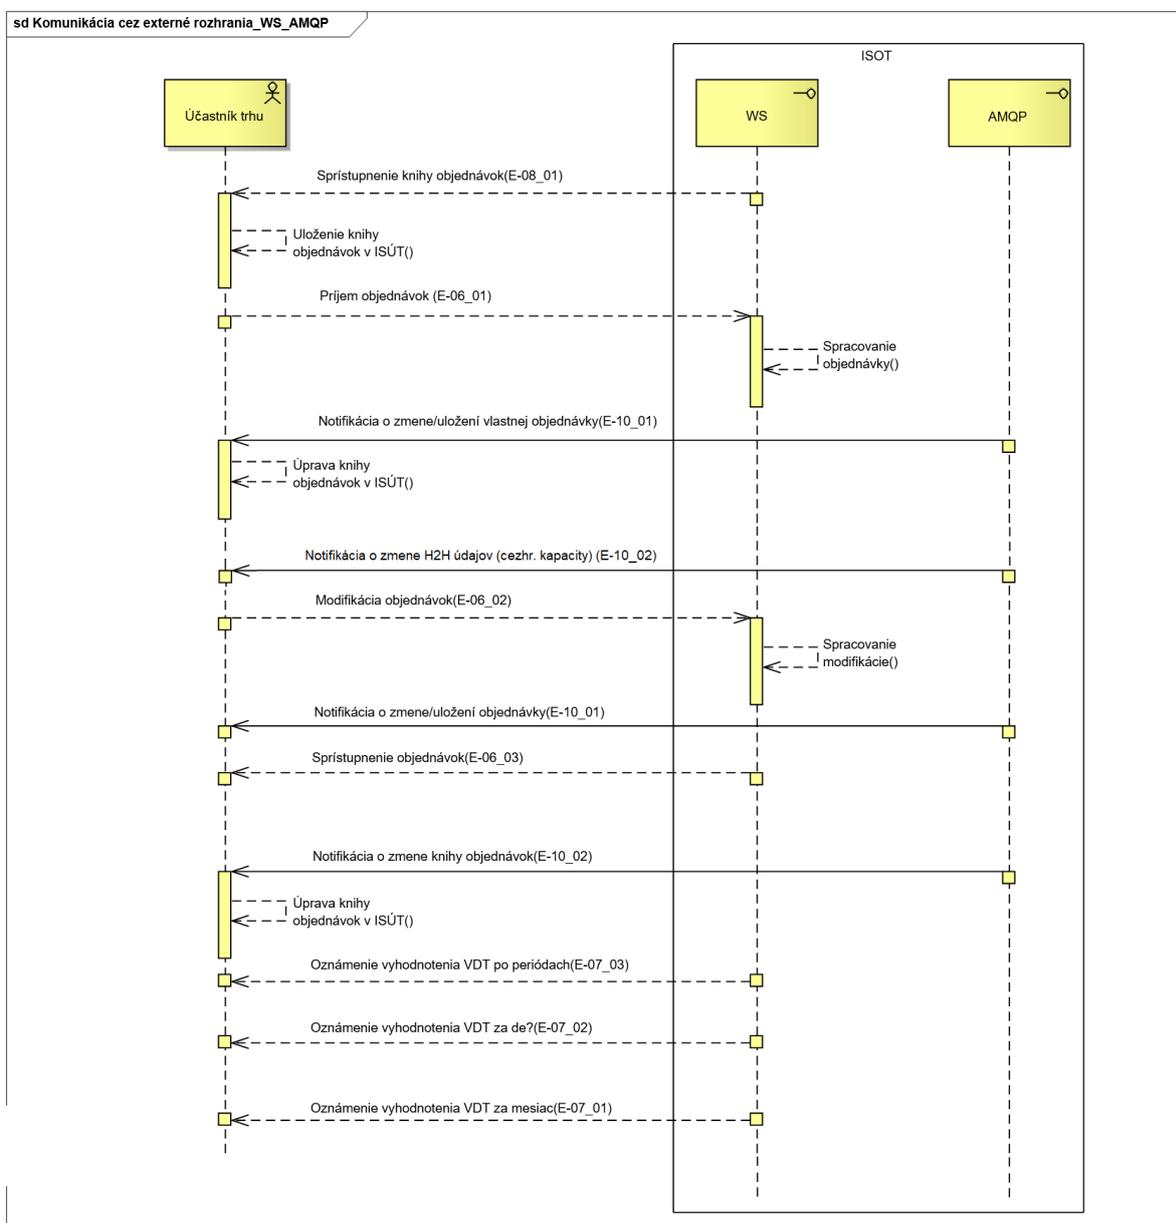 sd Komunikácia cez externé rozhrania_WS_AMQP
ISOT
Účastník trhu
WS
AMQP
Sprístupnenie knihy objednávok(E-08_01)
Uloženie knihy
objednávok v ISÚT()
Príjem objednávok (E-06_01)
Spracovanie
objednávky()
Notifikácia o zmene/uložení vlastnej objednávky(E-10_01)
Úprava knihy
objednávok v ISÚT()
Notifikácia o zmene H2H údajov (cezhr. kapacity) (E-10_02)
Modifikácia objednávok(E-06_02)
Spracovanie
modifikácie()
Notifikácia o zmene/uložení objednávky(E-10_01)
Sprístupnenie objednávok(E-06_03)
Notifikácia o zmene knihy objednávok(E-10_02)
Úprava knihy
objednávok v ISÚT()
Oznámenie vyhodnotenia VDT po periódach(E-07_03)
Oznámenie vyhodnotenia VDT za de?(E-07_02)
Oznámenie vyhodnotenia VDT za mesiac(E-07_01)